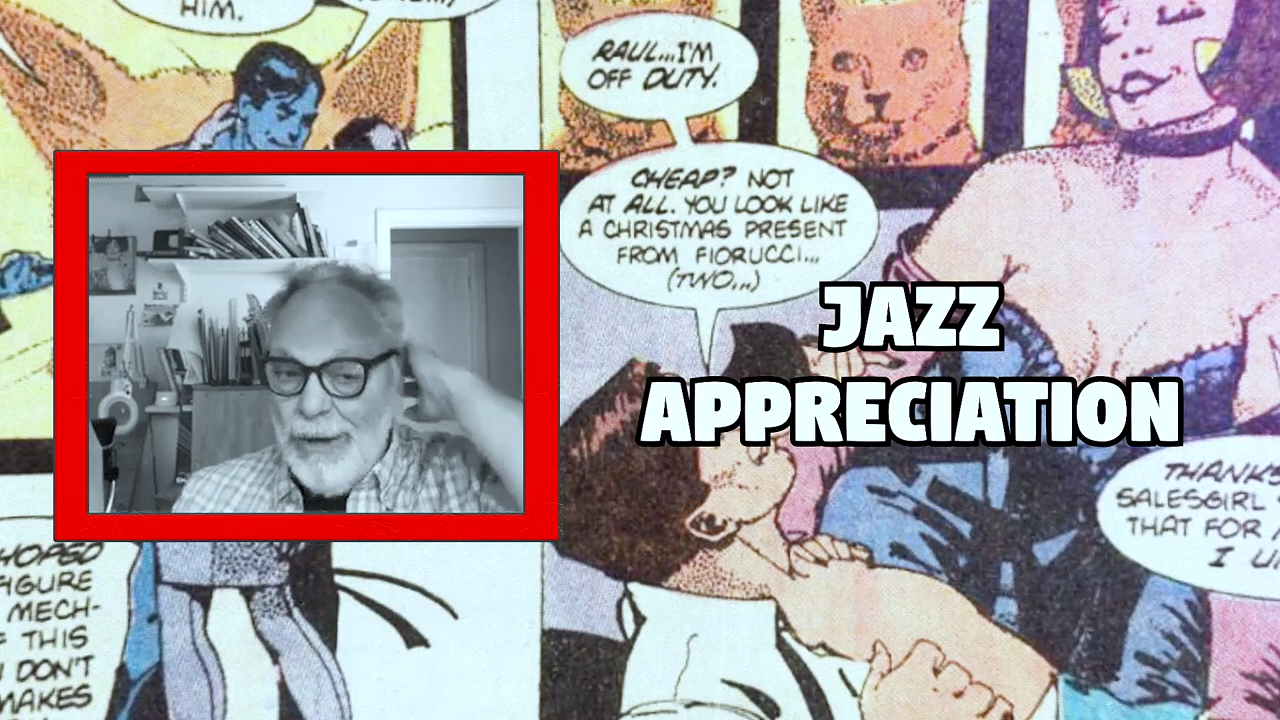 HIM.
RAUL...I'M
OFF DUTY.
CHEAP? NOT
AT ALL. YOU LOOK LIKE
A CHRISTMAS PRESENT
FROM FIORUCCI...
(TWO...)
JAZZ
APPRECIATION
THANKS
SALESGIRL
THAT FOR
I
HOPED
FIGURE
MECH-
THIS
DON'T
MAKES